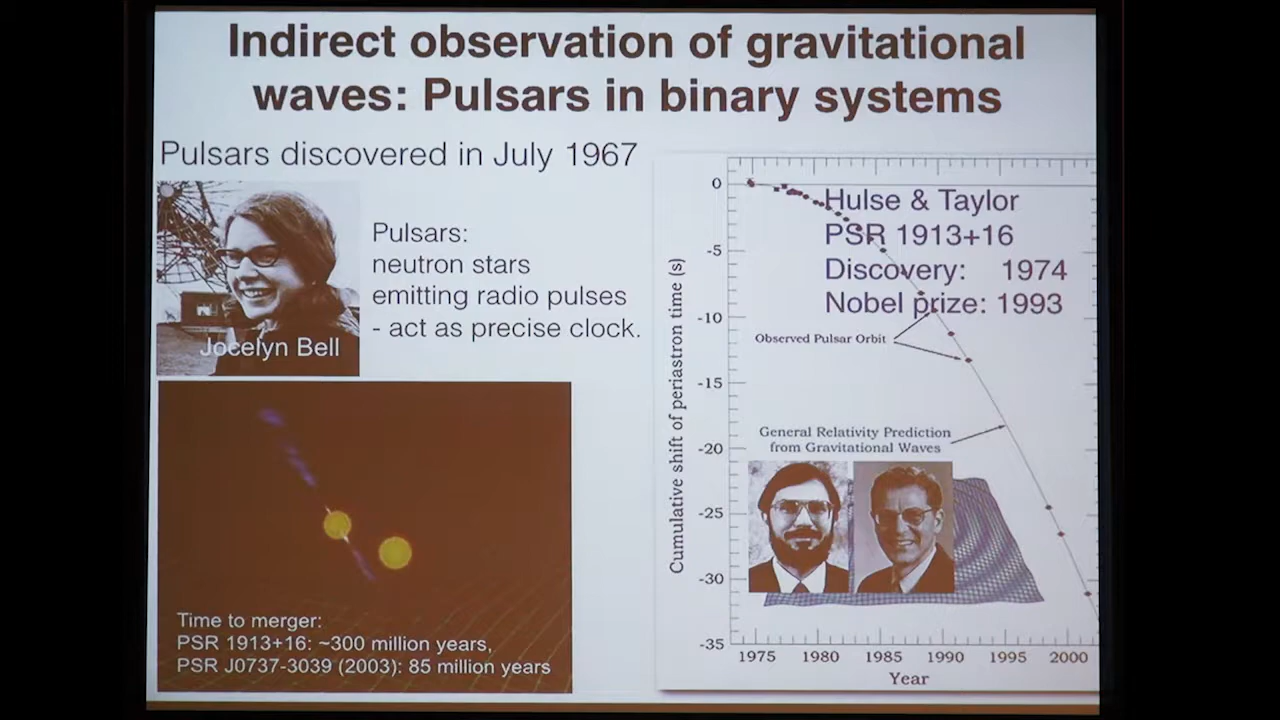 Indirect observation of gravitational
waves: Pulsars in binary systems
Pulsars discovered in July 1967
Jocelyn Bell
Pulsars:
neutron stars
emitting radio pulses
- act as precise clock.
Time to merger:
PSR 1913+16: ~300 million years,
PSR J0737-3039 (2003): 85 million years
Hulse & Taylor
PSR 1913+16
Discovery: 1974
Nobel prize: 1993
Observed Pulsar Orbit
General Relativity Prediction
from Gravitational Waves
Cumulative shift of periastron time (s)
0
-5
-10
-15
-20
-25
-30
-35
1975 1980 1985 1990 1995 2000
Year